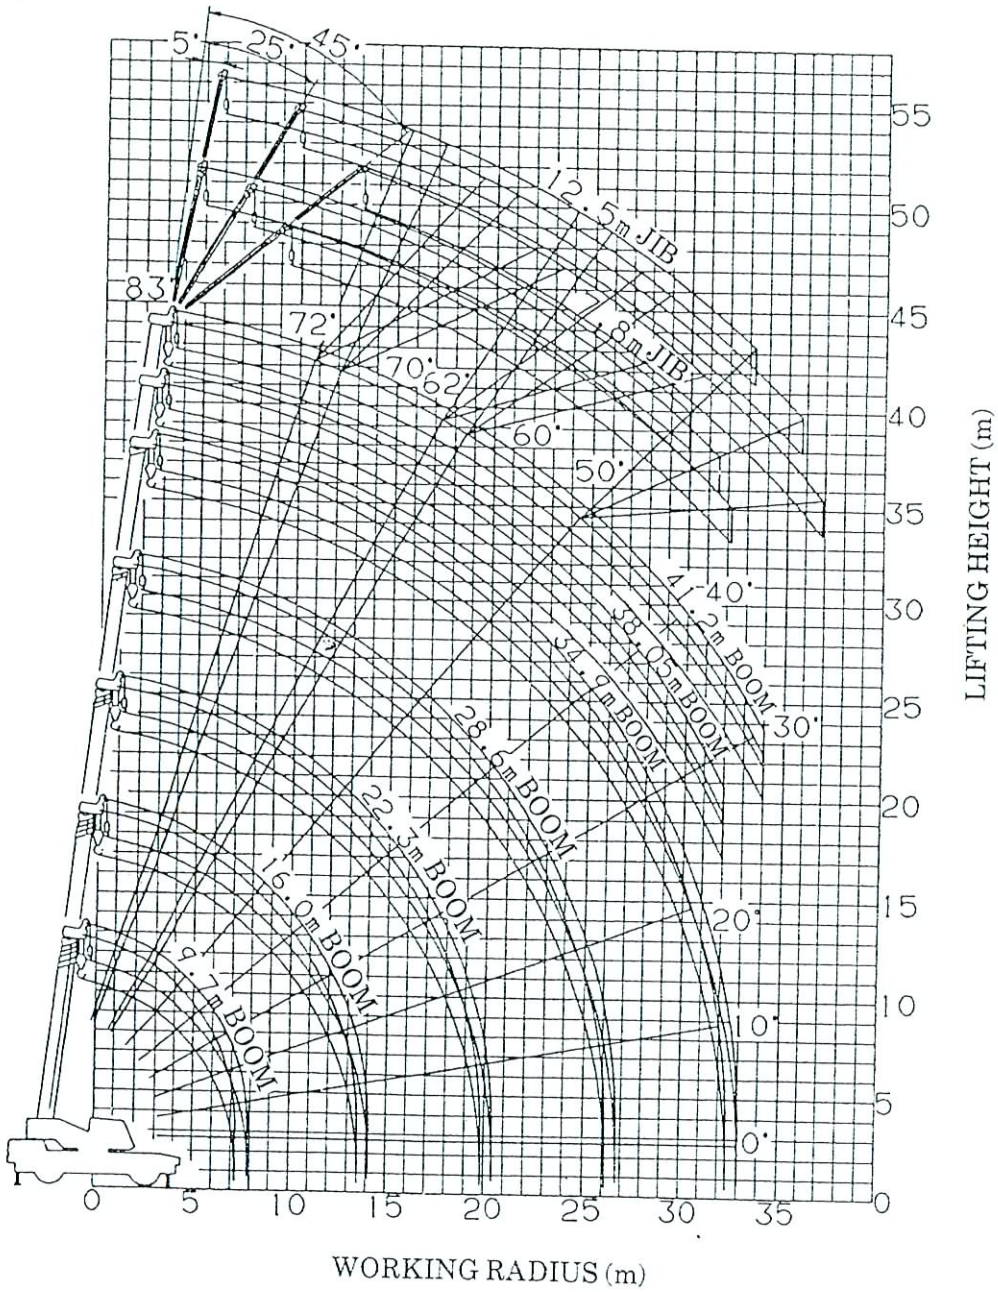 5° 25° 45°
55
12.5m JIB
50
83°
72°
45
7.8m JIB
70° 62°
60°
40
50°
35
40°
41.2m BOOM
38.05m BOOM
34.9m BOOM
30
30°
25
28.6m BOOM
22.3m BOOM
20
16.0m BOOM
20°
15
9.7m BOOM
10°
10
5
0°
0 5 10 15 20 25 30 35 0
WORKING RADIUS (m)
LIFTING HEIGHT (m)